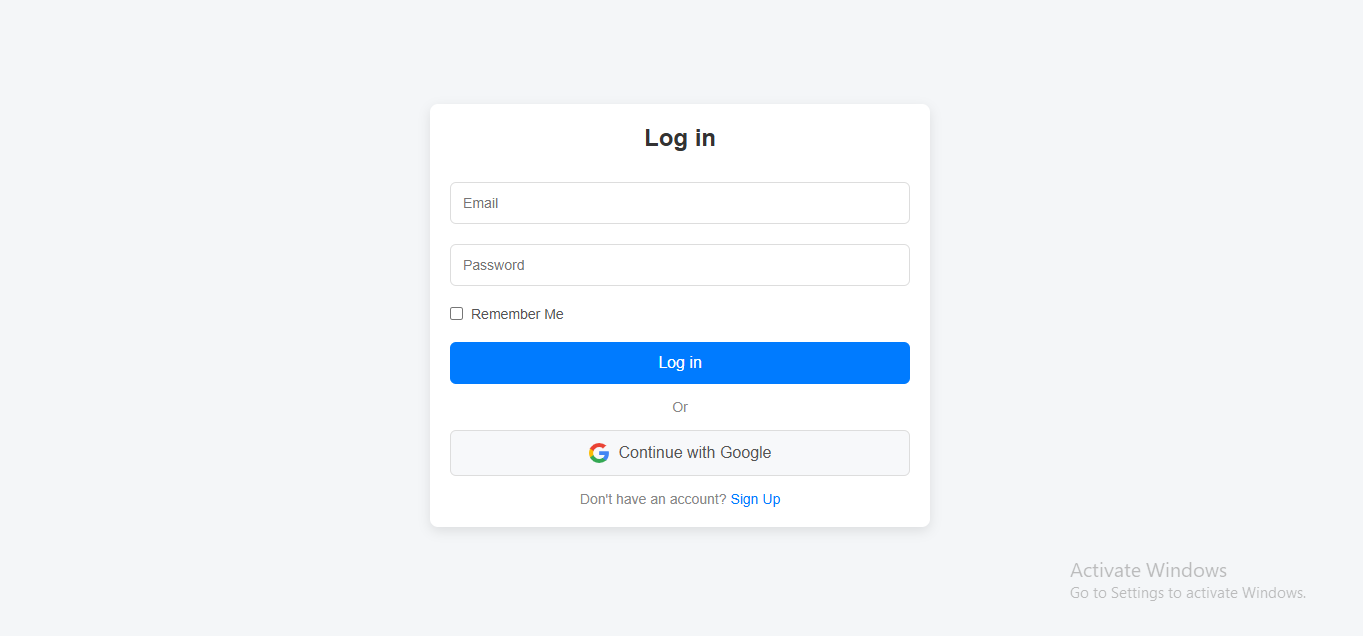 Log in
Email
Password
Remember Me
Log in
Or
Continue with Google
Don't have an account? Sign Up
Activate Windows
Go to Settings to activate Windows.